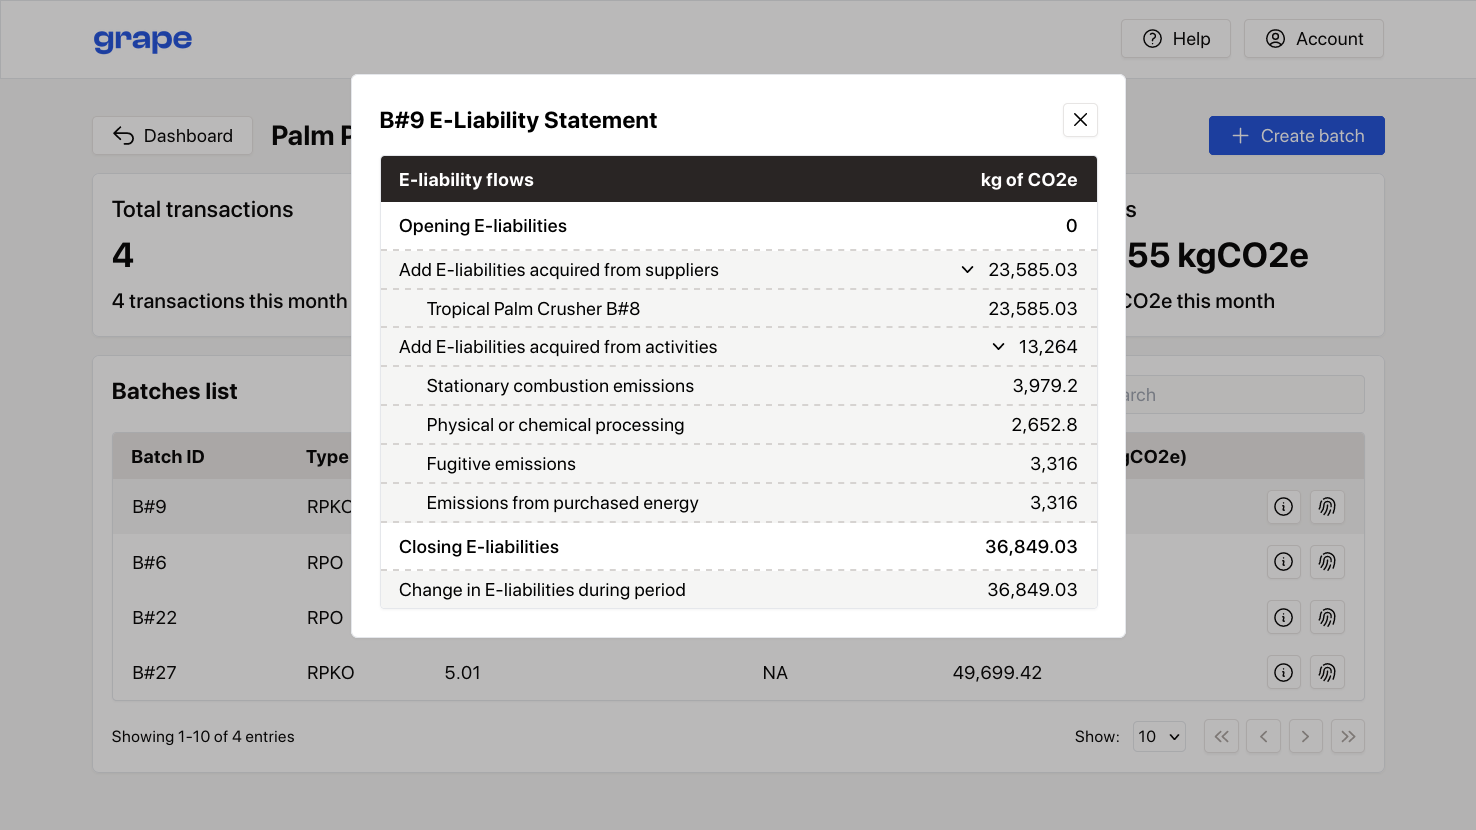 grape
Help
Account
Dashboard
Palm
Create batch
B#9 E-Liability Statement
E-liability flows kg of CO2e
Opening E-liabilities 0
Add E-liabilities acquired from suppliers 23,585.03
Tropical Palm Crusher B#8 23,585.03
Add E-liabilities acquired from activities 13,264
Stationary combustion emissions 3,979.2
Physical or chemical processing 2,652.8
Fugitive emissions 3,316
Emissions from purchased energy 3,316
Closing E-liabilities 36,849.03
Change in E-liabilities during period 36,849.03
Total transactions
4
4 transactions this month
55 kgCO2e
CO2e this month
Batches list
Batch ID Type
B#9 RPKO
B#6 RPO
B#22 RPO
B#27 RPKO 5.01 NA 49,699.42
Showing 1-10 of 4 entries
Show: 10